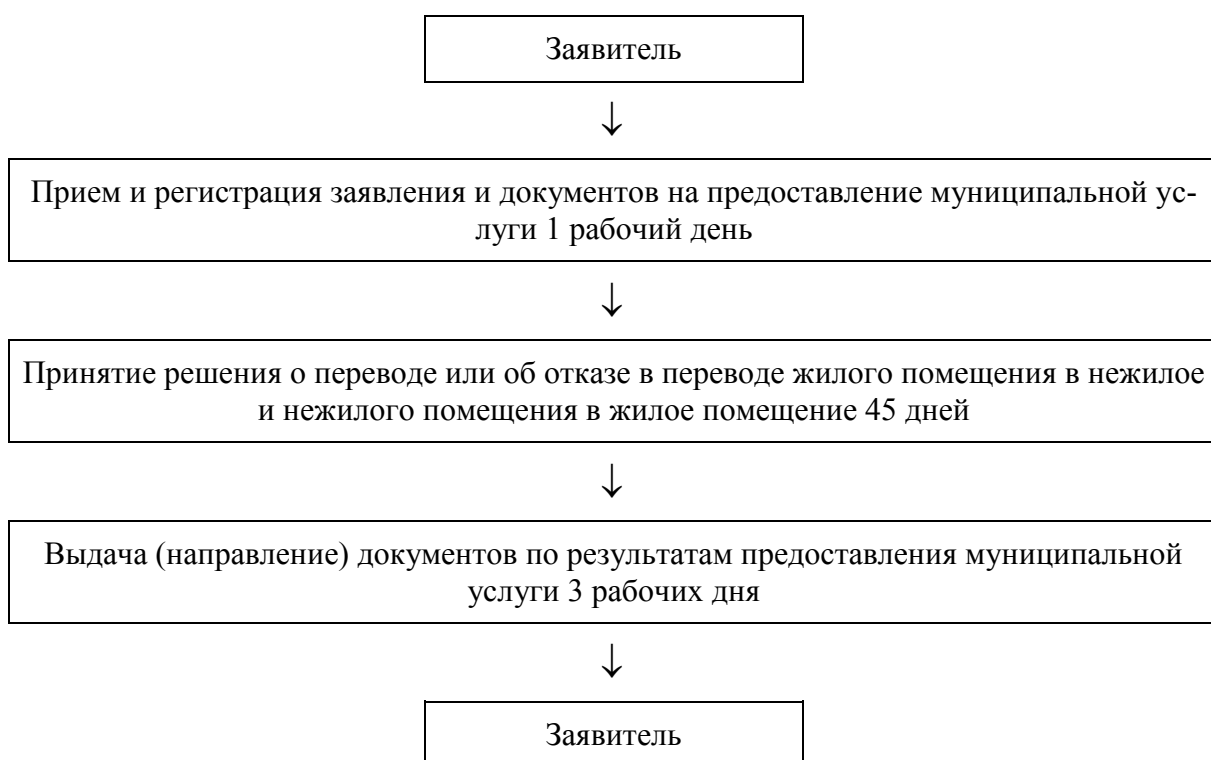 Заявитель
↓
Прием и регистрация заявления и документов на предоставление муниципальной ус-
луги 1 рабочий день
↓
Принятие решения о переводе или об отказе в переводе жилого помещения в нежилое
и нежилого помещения в жилое помещение 45 дней
↓
Выдача (направление) документов по результатам предоставления муниципальной
услуги 3 рабочих дня
↓
Заявитель